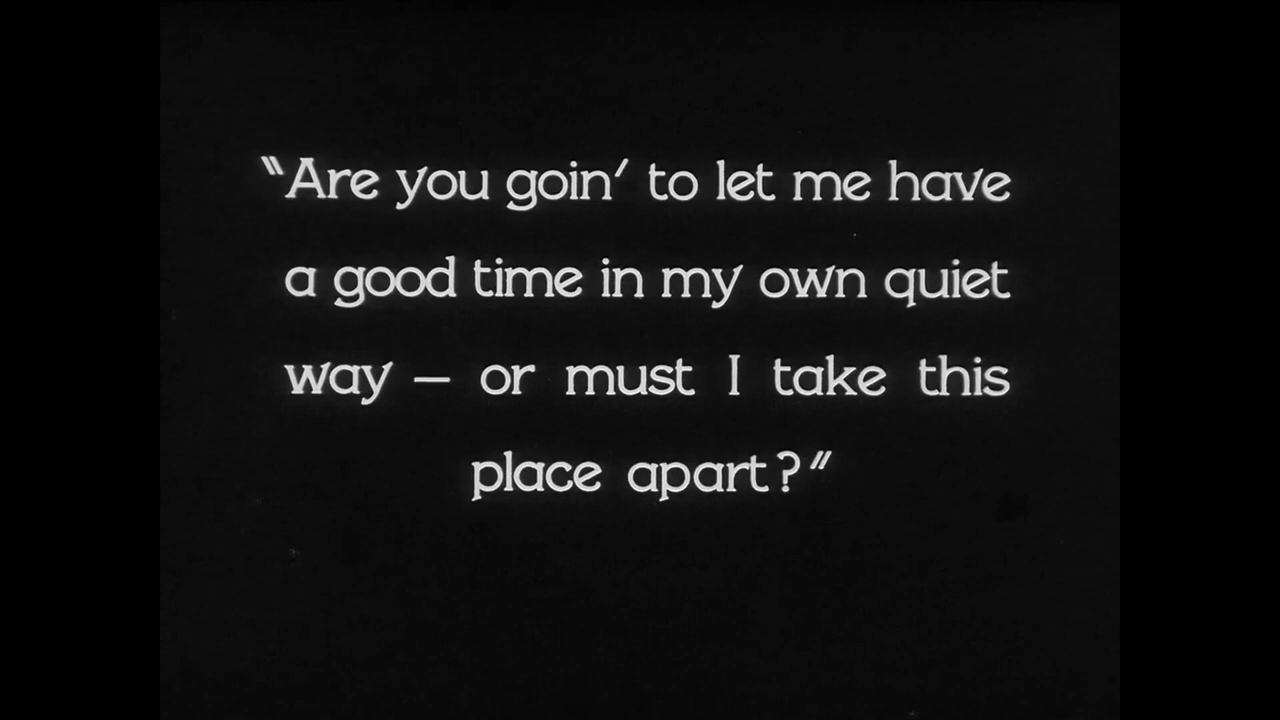 "Are you goin' to let me have
a good time in my own quiet
way — or must I take this
place apart?"